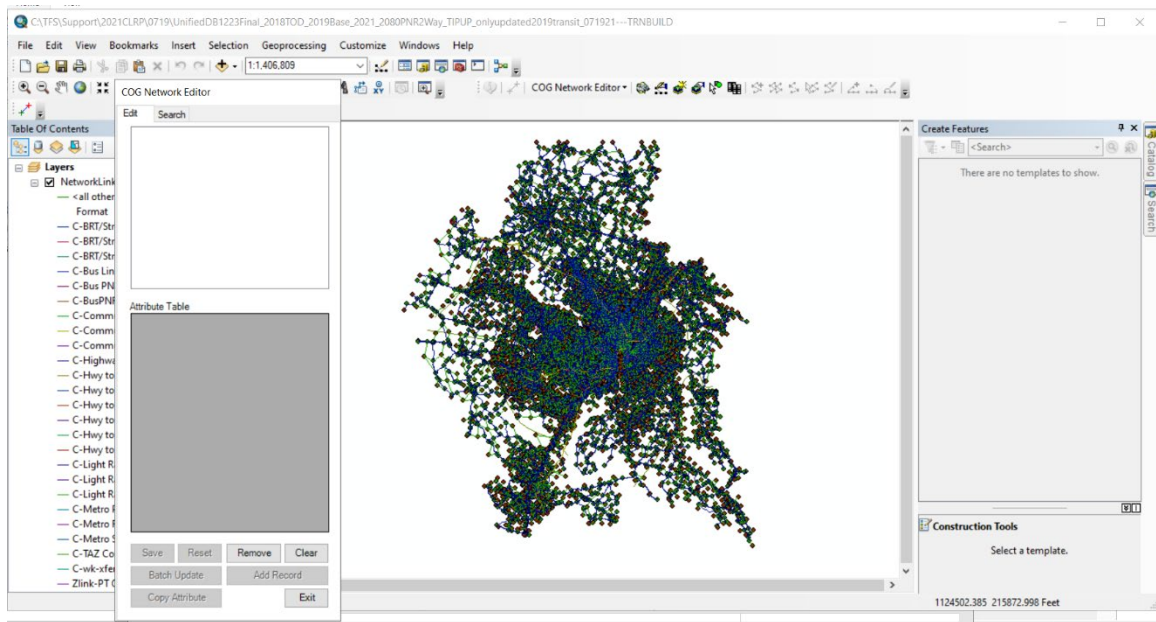 C:\TFS\Support\2021CLRP\0719\UnifiedDB1223Final_2018TOD_2019Base_2021_2080PNR2Way_TIPUP_onlyupdated2019transit_071921---TRNBUILD
File Edit View Bookmarks Insert Selection Geoprocessing Customize Windows Help
1:1,406,809
COG Network Editor
COG Network Editor
Edit Search
Attribute Table
Save Reset Remove Clear
Batch Update Add Record
Copy Attribute Exit
Table Of Contents
Layers
NetworkLink
<all other
Format
C-BRT/Str
C-BRT/Str
C-BRT/Str
C-Bus Lin
C-Bus PN
C-BusPNF
C-Comm
C-Comm
C-Comm
C-Highwa
C-Hwy to
C-Hwy to
C-Hwy to
C-Hwy to
C-Hwy to
C-Hwy to
C-Light R
C-Light R
C-Light R
C-Metro
C-Metro
C-Metro S
C-TAZ Co
C-wk-xfe
Zlink-PT
Create Features
<Search>
There are no templates to show.
Construction Tools
Select a template.
Catalog
Search
1124502.385 215872.998 Feet